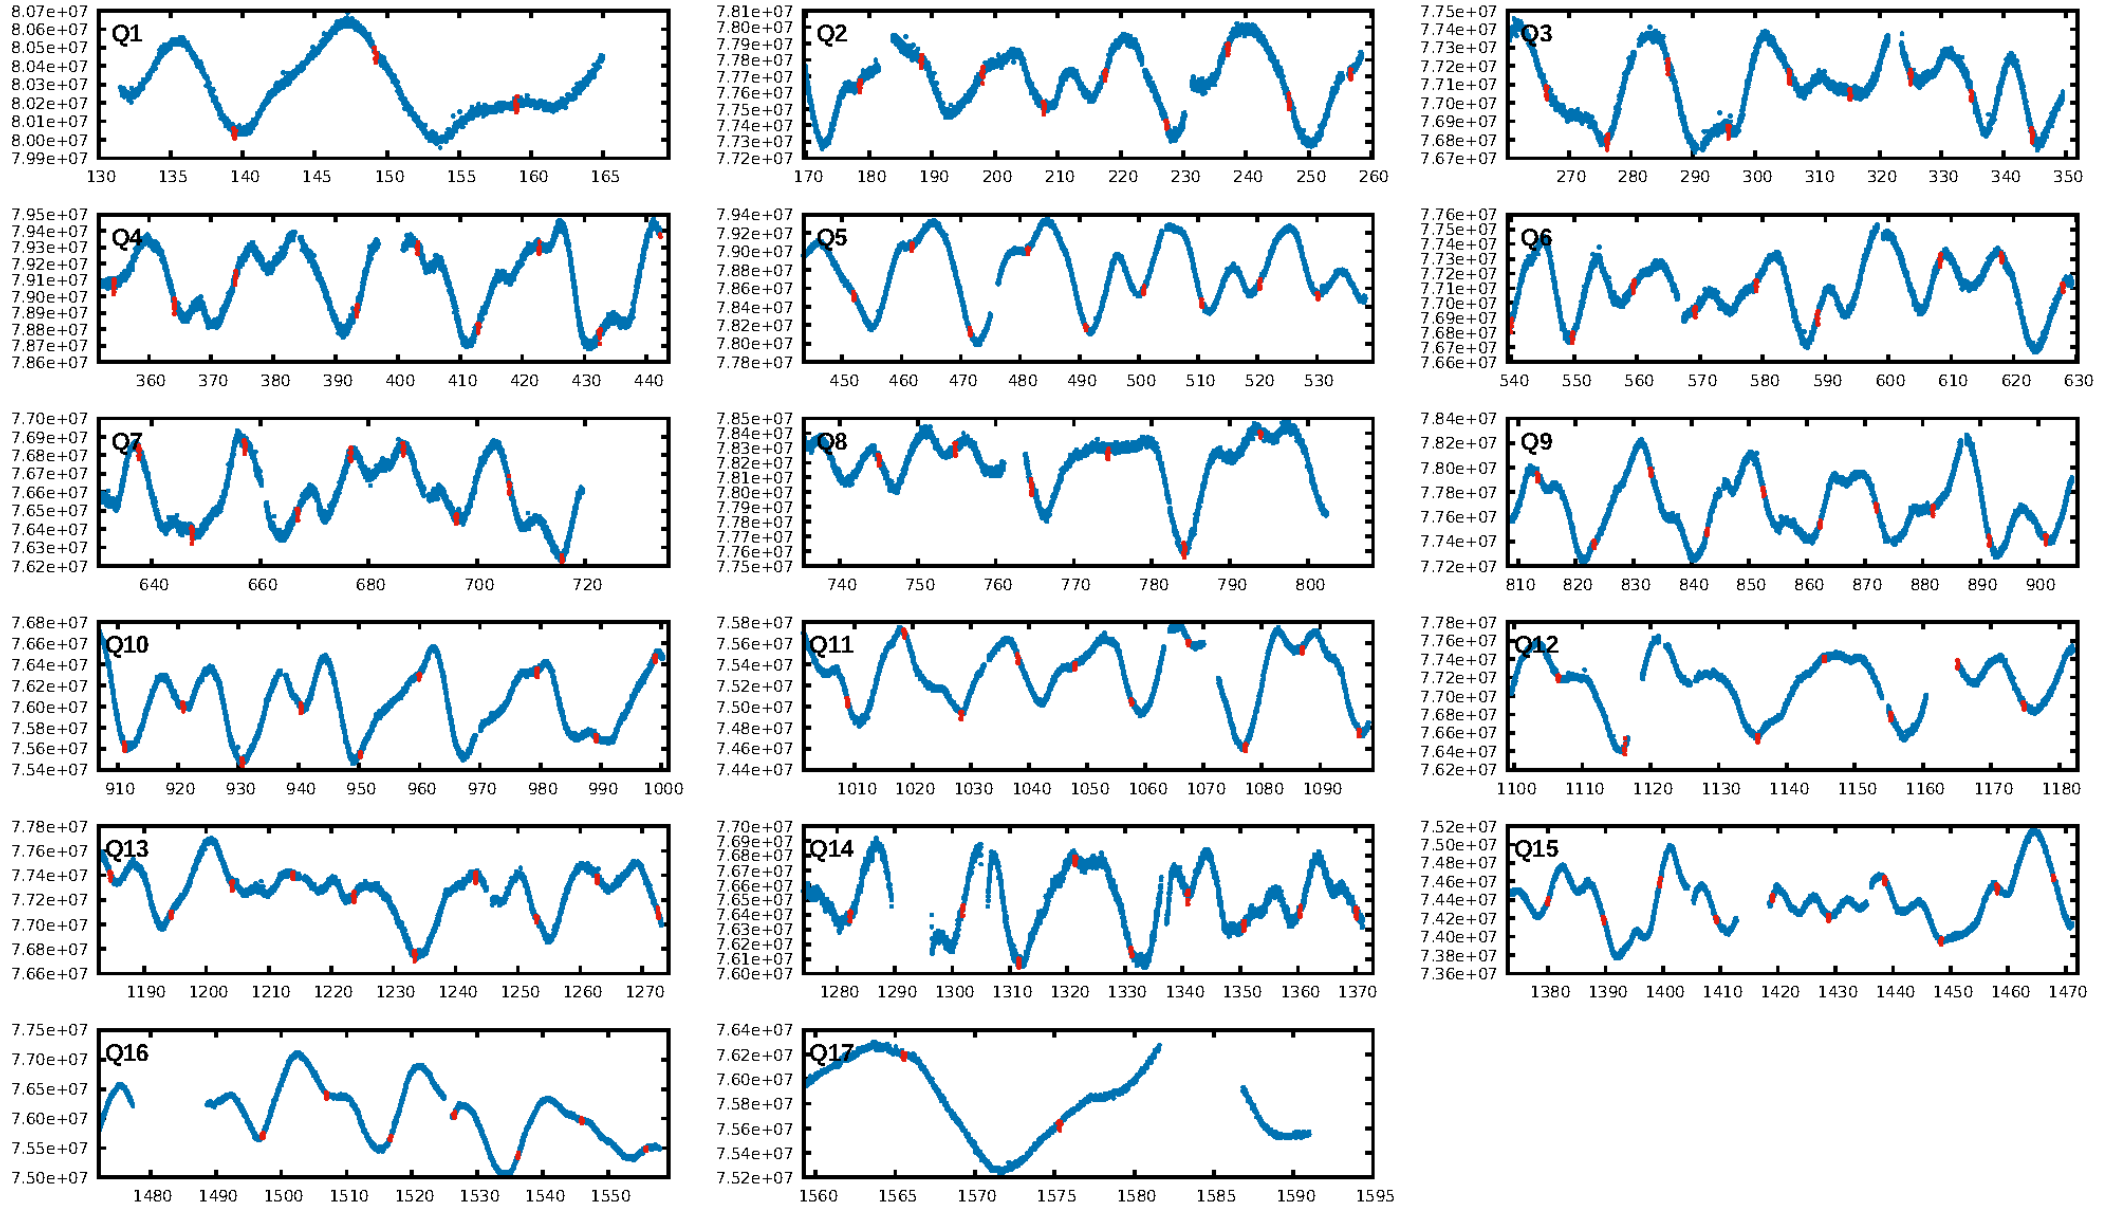 Q1
8.07e+07
8.06e+07
8.05e+07
8.04e+07
8.03e+07
8.02e+07
8.01e+07
8.00e+07
7.99e+07
130 135 140 145 150 155 160 165
Q2
7.81e+07
7.80e+07
7.79e+07
7.77e+07
7.76e+07
7.75e+07
7.74e+07
7.73e+07
7.72e+07
170 180 190 200 210 220 230 240 250 260
Q3
7.75e+07
7.74e+07
7.73e+07
7.72e+07
7.71e+07
7.70e+07
7.69e+07
7.68e+07
7.67e+07
270 280 290 300 310 320 330 340 350
Q4
7.95e+07
7.94e+07
7.93e+07
7.92e+07
7.91e+07
7.90e+07
7.89e+07
7.88e+07
7.87e+07
7.86e+07
360 370 380 390 400 410 420 430 440
Q5
7.94e+07
7.92e+07
7.90e+07
7.88e+07
7.86e+07
7.84e+07
7.82e+07
7.80e+07
7.78e+07
450 460 470 480 490 500 510 520 530
Q6
7.76e+07
7.75e+07
7.74e+07
7.73e+07
7.72e+07
7.71e+07
7.70e+07
7.69e+07
7.68e+07
7.67e+07
7.66e+07
540 550 560 570 580 590 600 610 620 630
Q7
7.70e+07
7.69e+07
7.68e+07
7.67e+07
7.66e+07
7.65e+07
7.64e+07
7.63e+07
7.62e+07
640 660 680 700 720
Q8
7.85e+07
7.84e+07
7.83e+07
7.82e+07
7.81e+07
7.80e+07
7.79e+07
7.77e+07
7.76e+07
7.75e+07
740 750 760 770 780 790 800
Q9
7.84e+07
7.82e+07
7.80e+07
7.77e+07
7.76e+07
7.74e+07
7.72e+07
810 820 830 840 850 860 870 880 890 900
Q10
7.68e+07
7.66e+07
7.64e+07
7.62e+07
7.60e+07
7.58e+07
7.56e+07
7.54e+07
910 920 930 940 950 960 970 980 990 1000
Q11
7.58e+07
7.56e+07
7.54e+07
7.52e+07
7.50e+07
7.48e+07
7.46e+07
7.44e+07
1010 1020 1030 1040 1050 1060 1070 1080 1090
Q12
7.78e+07
7.76e+07
7.74e+07
7.72e+07
7.70e+07
7.68e+07
7.66e+07
7.64e+07
7.62e+07
1100 1110 1120 1130 1140 1150 1160 1170 1180
Q13
7.78e+07
7.76e+07
7.74e+07
7.72e+07
7.70e+07
7.68e+07
7.66e+07
1190 1200 1210 1220 1230 1240 1250 1260 1270
Q14
7.70e+07
7.69e+07
7.68e+07
7.67e+07
7.66e+07
7.65e+07
7.64e+07
7.63e+07
7.62e+07
7.61e+07
7.60e+07
1280 1290 1300 1310 1320 1330 1340 1350 1360 1370
Q15
7.52e+07
7.50e+07
7.48e+07
7.46e+07
7.44e+07
7.42e+07
7.40e+07
7.38e+07
7.36e+07
1380 1390 1400 1410 1420 1430 1440 1450 1460 1470
Q16
7.75e+07
7.70e+07
7.65e+07
7.60e+07
7.55e+07
7.50e+07
1480 1490 1500 1510 1520 1530 1540 1550
Q17
7.64e+07
7.62e+07
7.60e+07
7.58e+07
7.56e+07
7.54e+07
7.52e+07
1560 1565 1570 1575 1580 1585 1590 1595